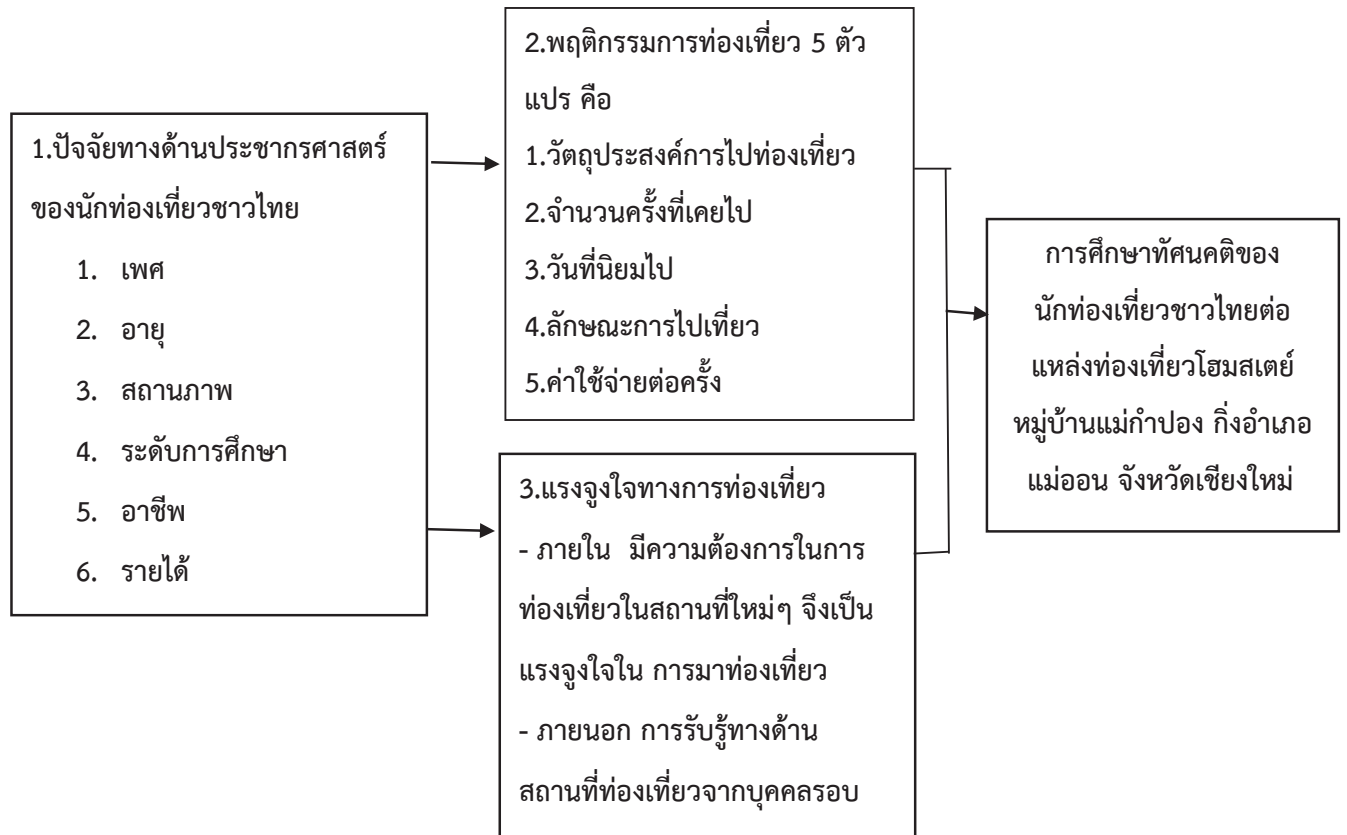 1.ปัจจัยทางด้านประชากรศาสตร์
ของนักท่องเที่ยวชาวไทย
1. เพศ
2. อายุ
3. สถานภาพ
4. ระดับการศึกษา
5. อาชีพ
6. รายได้
2.พฤติกรรมการท่องเที่ยว 5 ตัว
แปร คือ
1.วัตถุประสงค์การไปท่องเที่ยว
2.จำนวนครั้งที่เคยไป
3.วันที่นิยมไป
4.ลักษณะการไปเที่ยว
5.ค่าใช้จ่ายต่อครั้ง
3.แรงจูงใจทางการท่องเที่ยว
- ภายใน มีความต้องการในการ
ท่องเที่ยวในสถานที่ใหม่ๆ จึงเป็น
แรงจูงใจใน การมาท่องเที่ยว
- ภายนอก การรับรู้ทางด้าน
สถานที่ท่องเที่ยวจากบุคคลรอบ
การศึกษาทัศนคติของ
นักท่องเที่ยวชาวไทยต่อ
แหล่งท่องเที่ยวโฮมสเตย์
หมู่บ้านแม่กำปอง กิ่งอำเภอ
แม่ออน จังหวัดเชียงใหม่